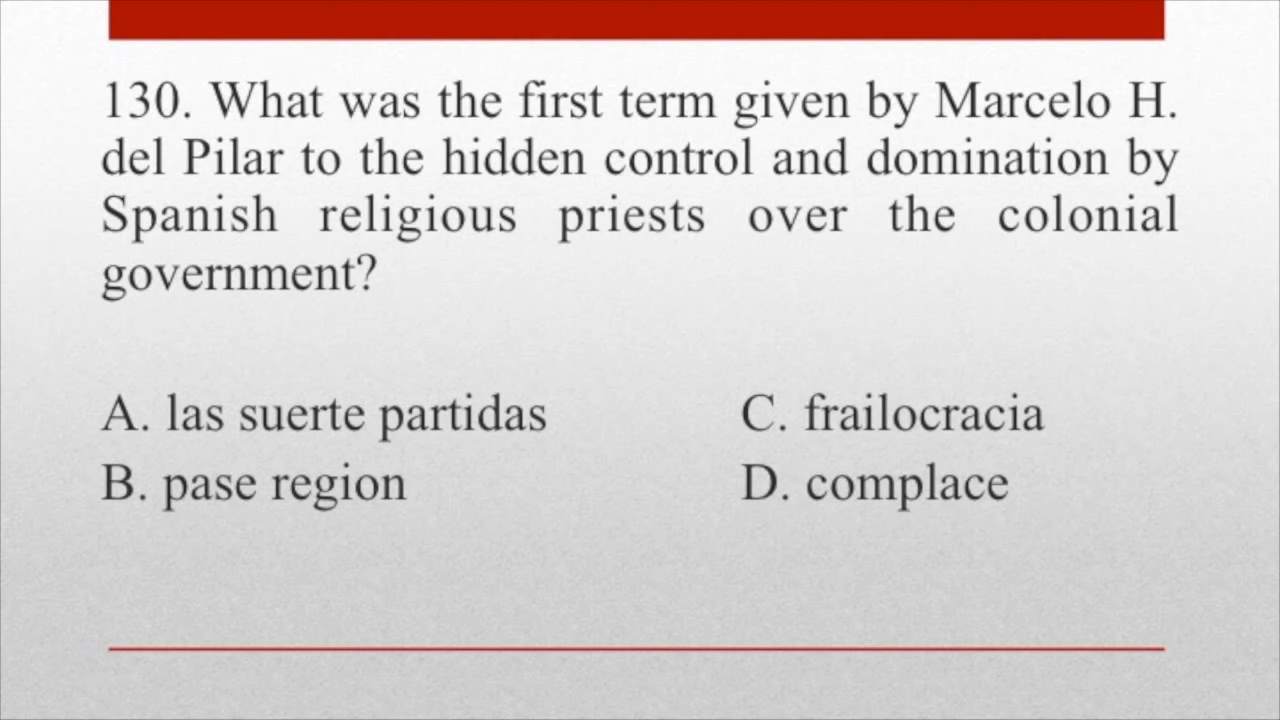 130. What was the first term given by Marcelo H.
del Pilar to the hidden control and domination by
Spanish religious priests over the colonial
government?
A. las suerte partidas
C. frailocracia
B. pase region
D. complace